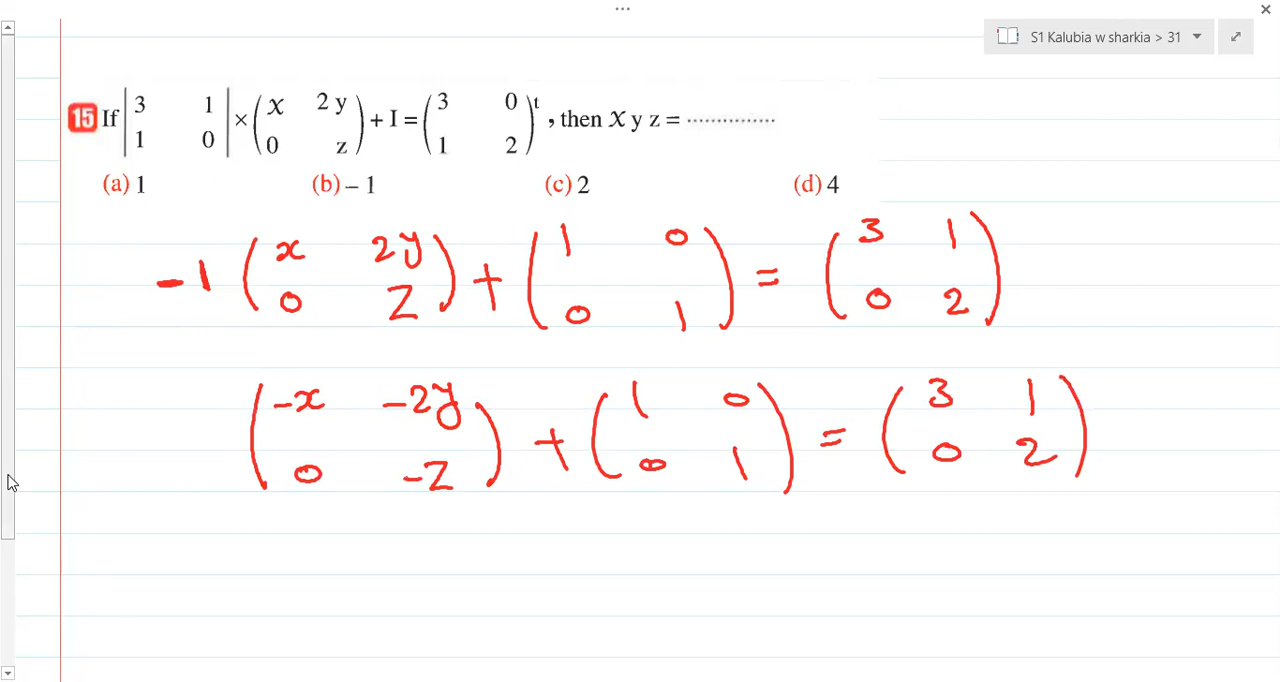 S1 Kalubia w sharkia > 31
15 If | 3 1 | × ( x 2 y ) + I = ( 3 0 )ᵗ , then x y z = ...............
| 1 0 | ( 0 z ) ( 1 2 )
(a) 1 (b) – 1 (c) 2 (d) 4
-1 ( x 2y ) + ( 1 0 ) = ( 3 1 )
( 0 z ) ( 0 1 ) ( 0 2 )
( -x -2y ) + ( 1 0 ) = ( 3 1 )
( 0 -z ) ( 0 1 ) ( 0 2 )